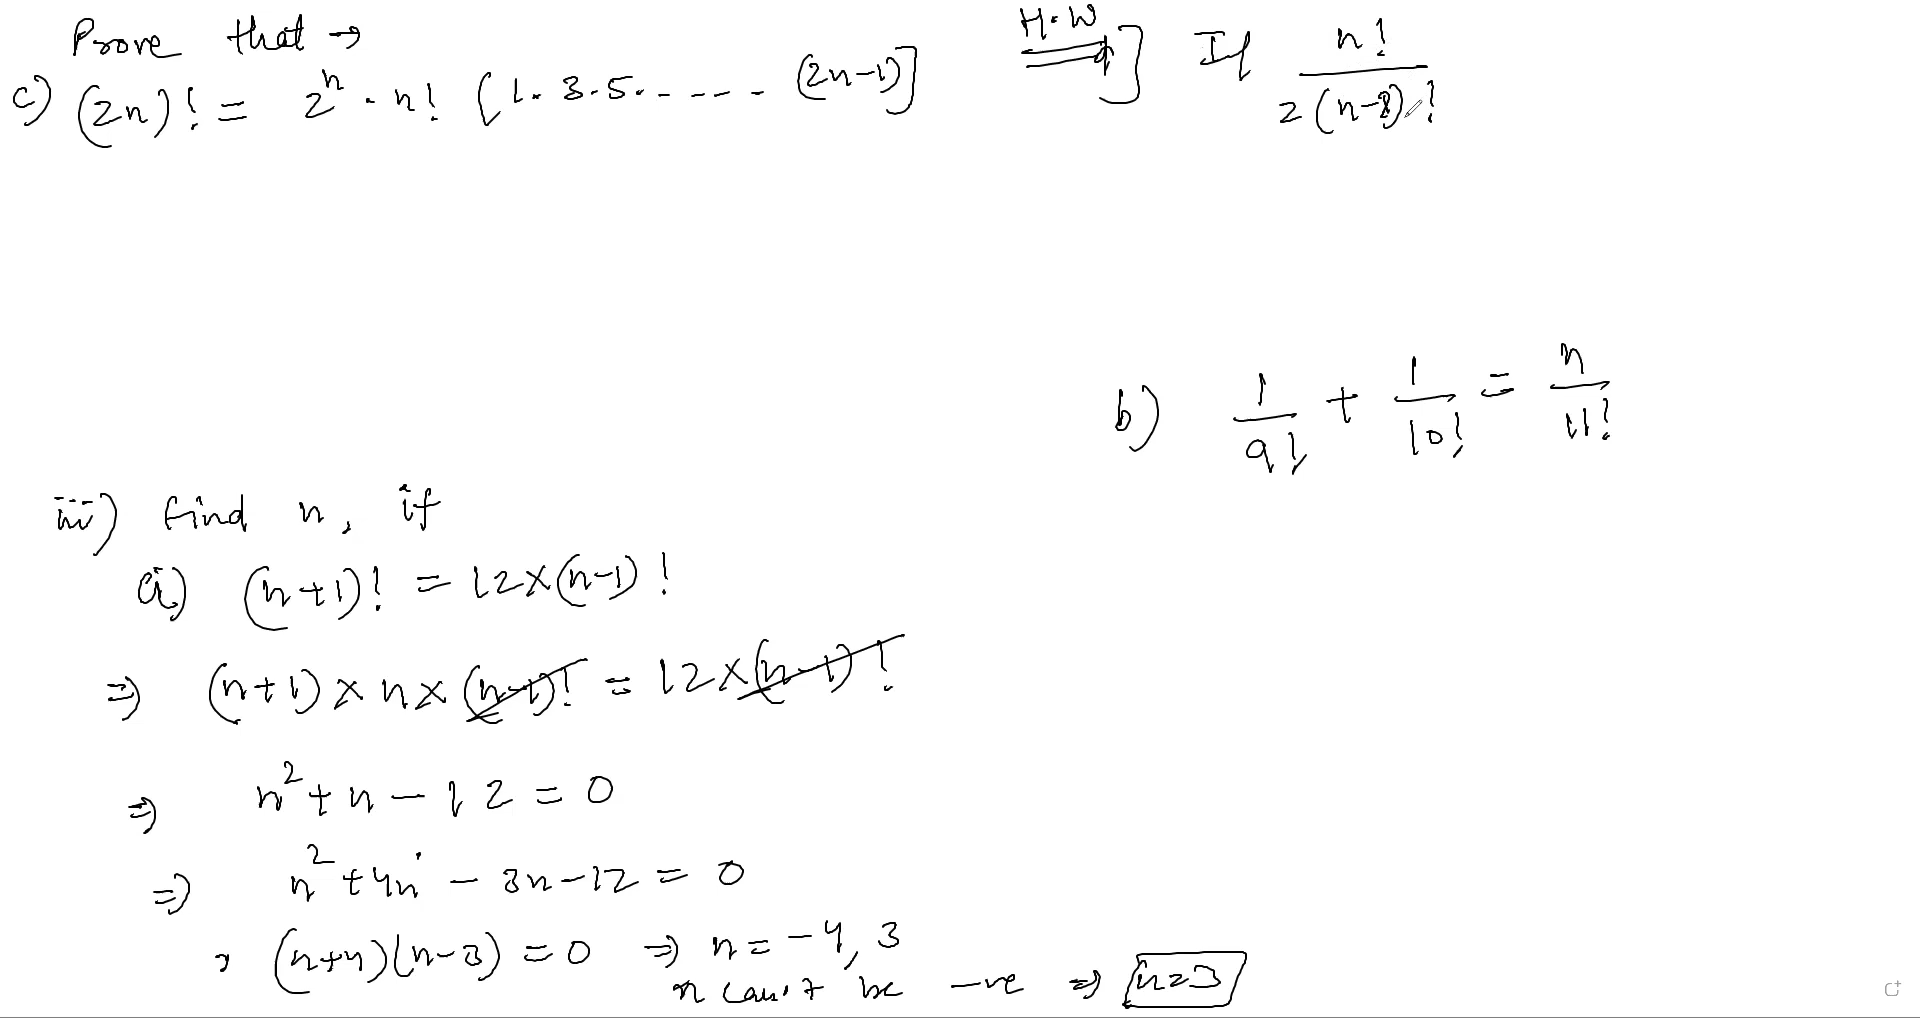 Prove that →
c) (2n)! = 2^n · n! [1·3·5· - - - - - (2n-1)]
H.W
q] If n! / 2(n-2)!
b) 1/9! + 1/10! = n/11!
iii) find n, if
a) (n+1)! = 12×(n-1)!
⇒ (n+1) × n × (n-1)! = 12×(n-1)!
⇒ n² + n - 12 = 0
⇒ n² + 4n - 3n - 12 = 0
(n+4)(n-3) = 0 ⇒ n = -4, 3
n can't be -ve ⇒ n=3